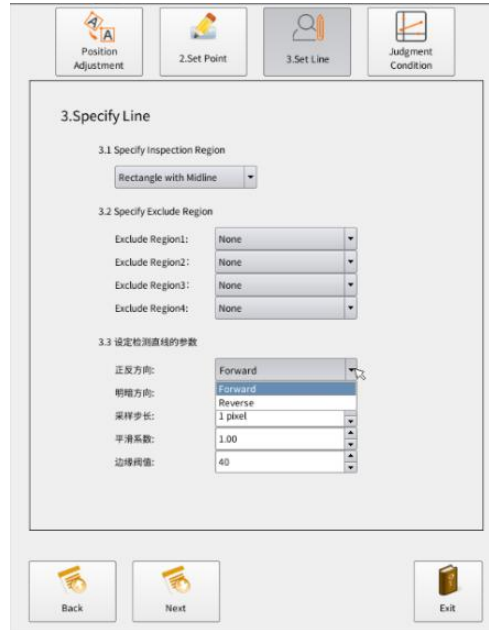 Position
Adjustment
2.Set Point
3.Set Line
Judgment
Condition
3.Specify Line
3.1 Specify Inspection Region
Rectangle with Midline
3.2 Specify Exclude Region
Exclude Region1: None
Exclude Region2: None
Exclude Region3: None
Exclude Region4: None
3.3 设定检测直线的参数
正反方向: Forward
Forward
明暗方向:
Reverse
采样步长: 1 pixel
平滑系数: 1.00
边缘阀值: 40
Back
Next
Exit